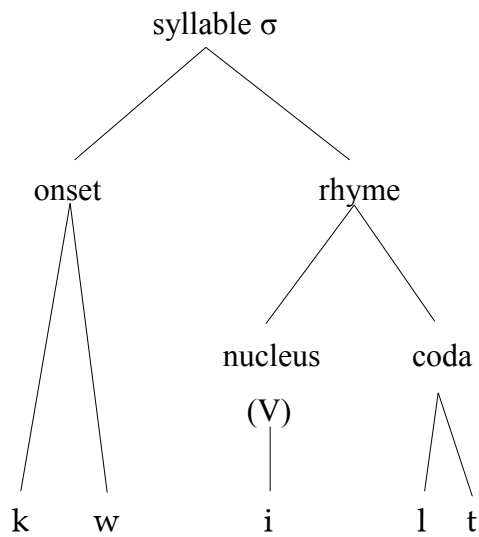 syllable σ
onset rhyme
nucleus coda
(V)
k w i l t